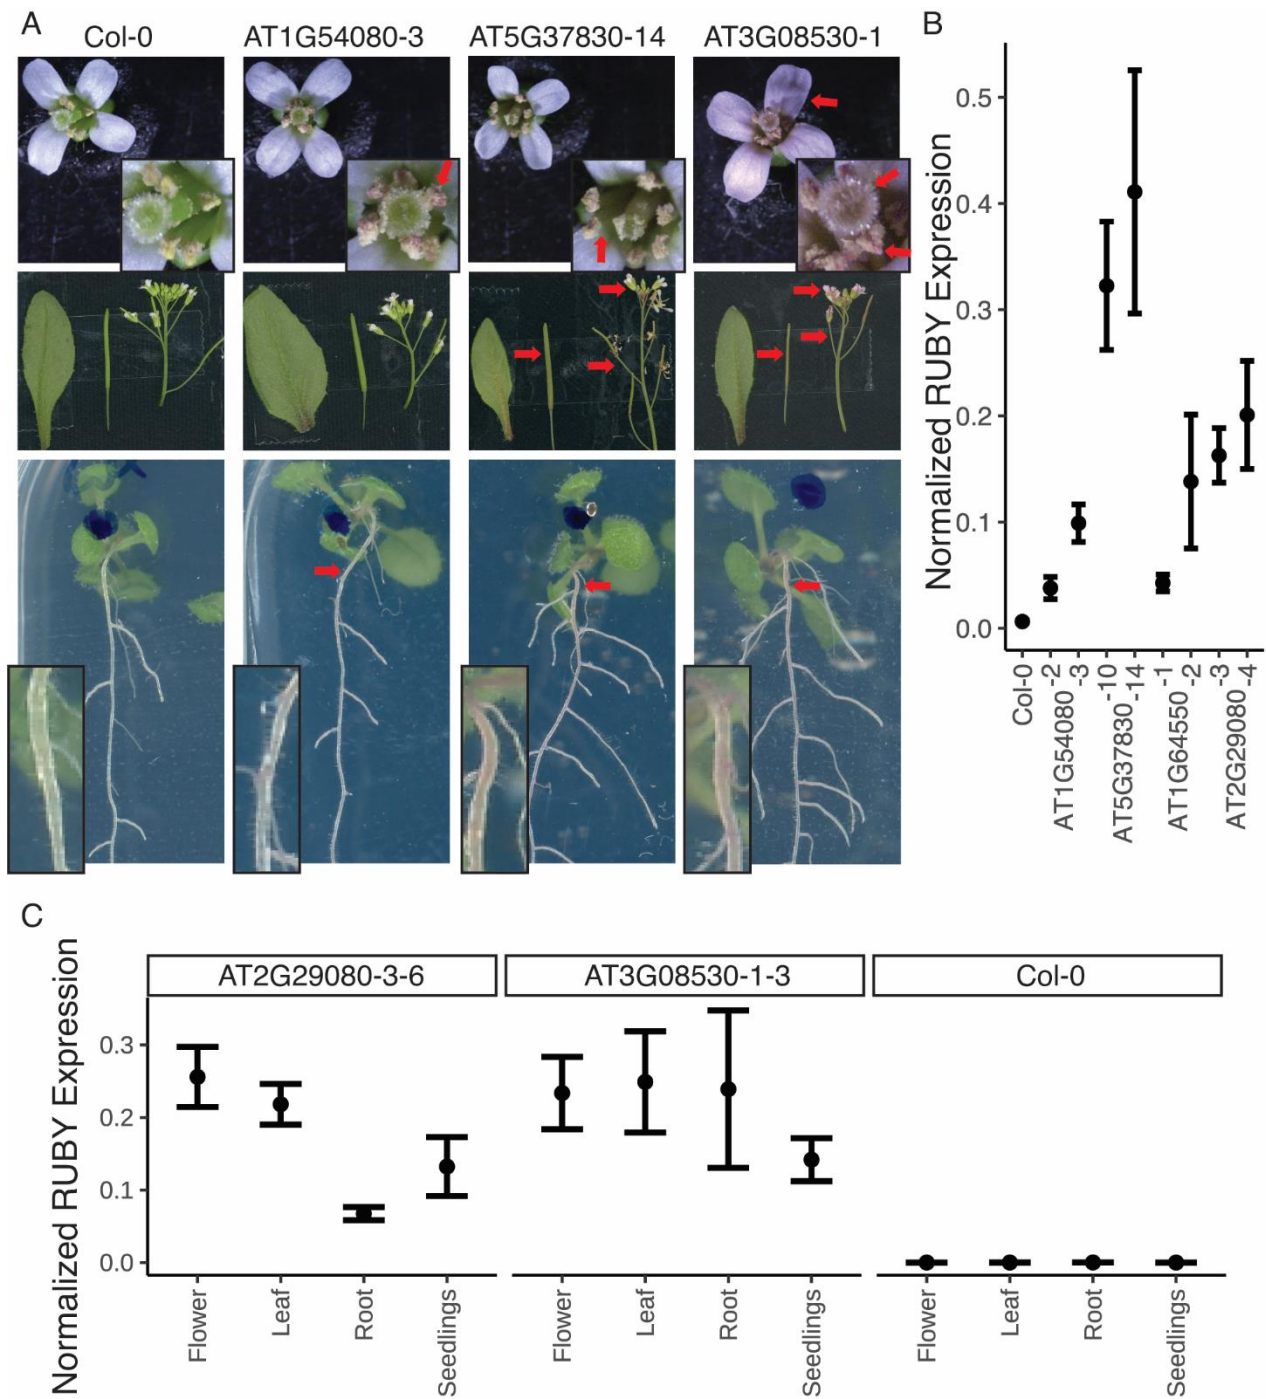 A
Col-0
AT1G54080-3
AT5G37830-14
AT3G08530-1
B
Normalized RUBY Expression
0.5
0.4
0.3
0.2
0.1
0.0
Col-0
-2
-3
AT1G54080
-10
-14
AT5G37830
-1
-2
AT1G64550
-3
-4
AT2G29080
C
Normalized RUBY Expression
AT2G29080-3-6
AT3G08530-1-3
Col-0
0.3
0.2
0.1
0.0
Flower
Leaf
Root
Seedlings
Flower
Leaf
Root
Seedlings
Flower
Leaf
Root
Seedlings